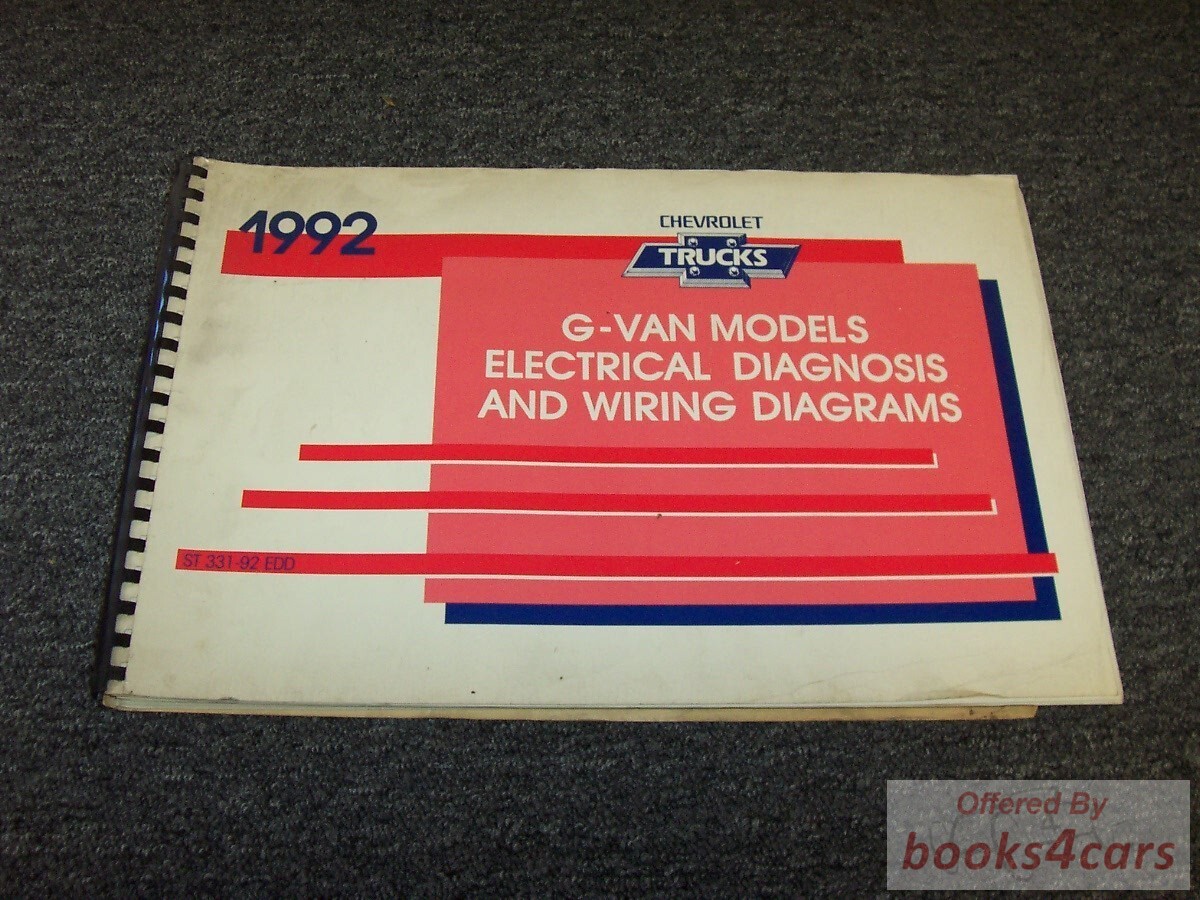 1992
CHEVROLET
TRUCKS
G-VAN MODELS
ELECTRICAL DIAGNOSIS
AND WIRING DIAGRAMS
ST 331-92 EDD
Offered By
books4cars